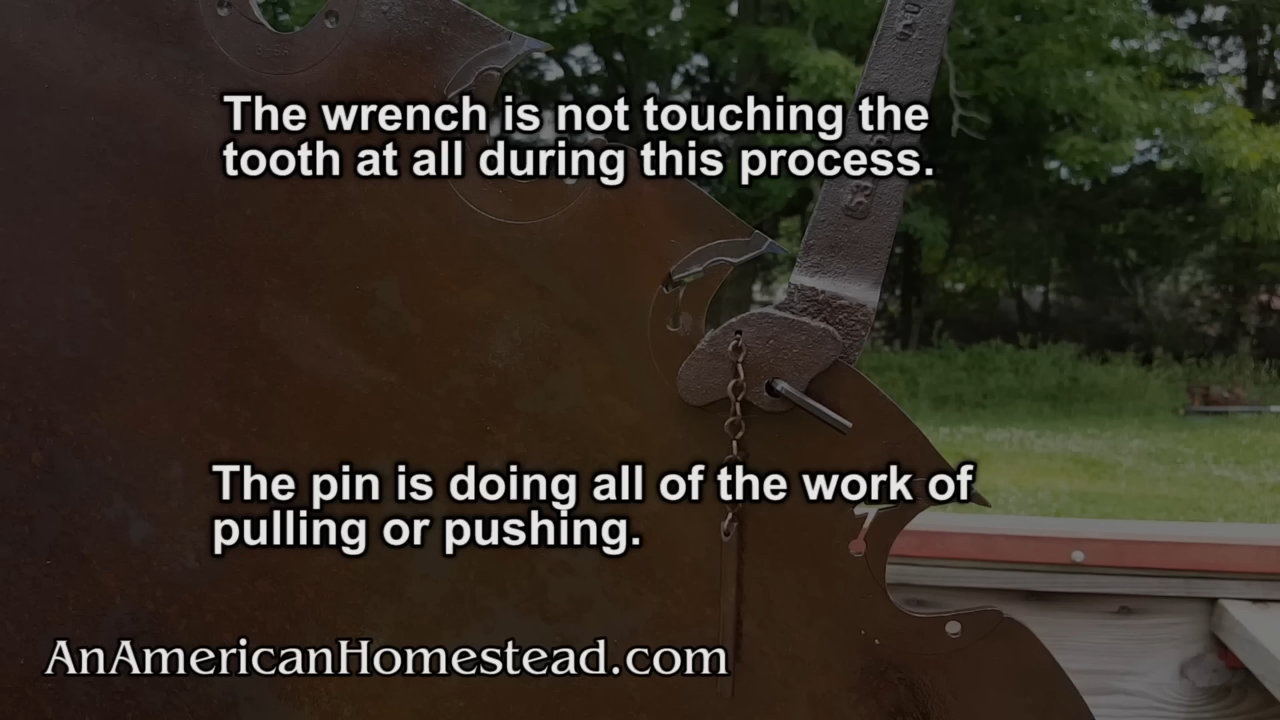 The wrench is not touching the
tooth at all during this process.
The pin is doing all of the work of
pulling or pushing.
AnAmericanHomestead.com